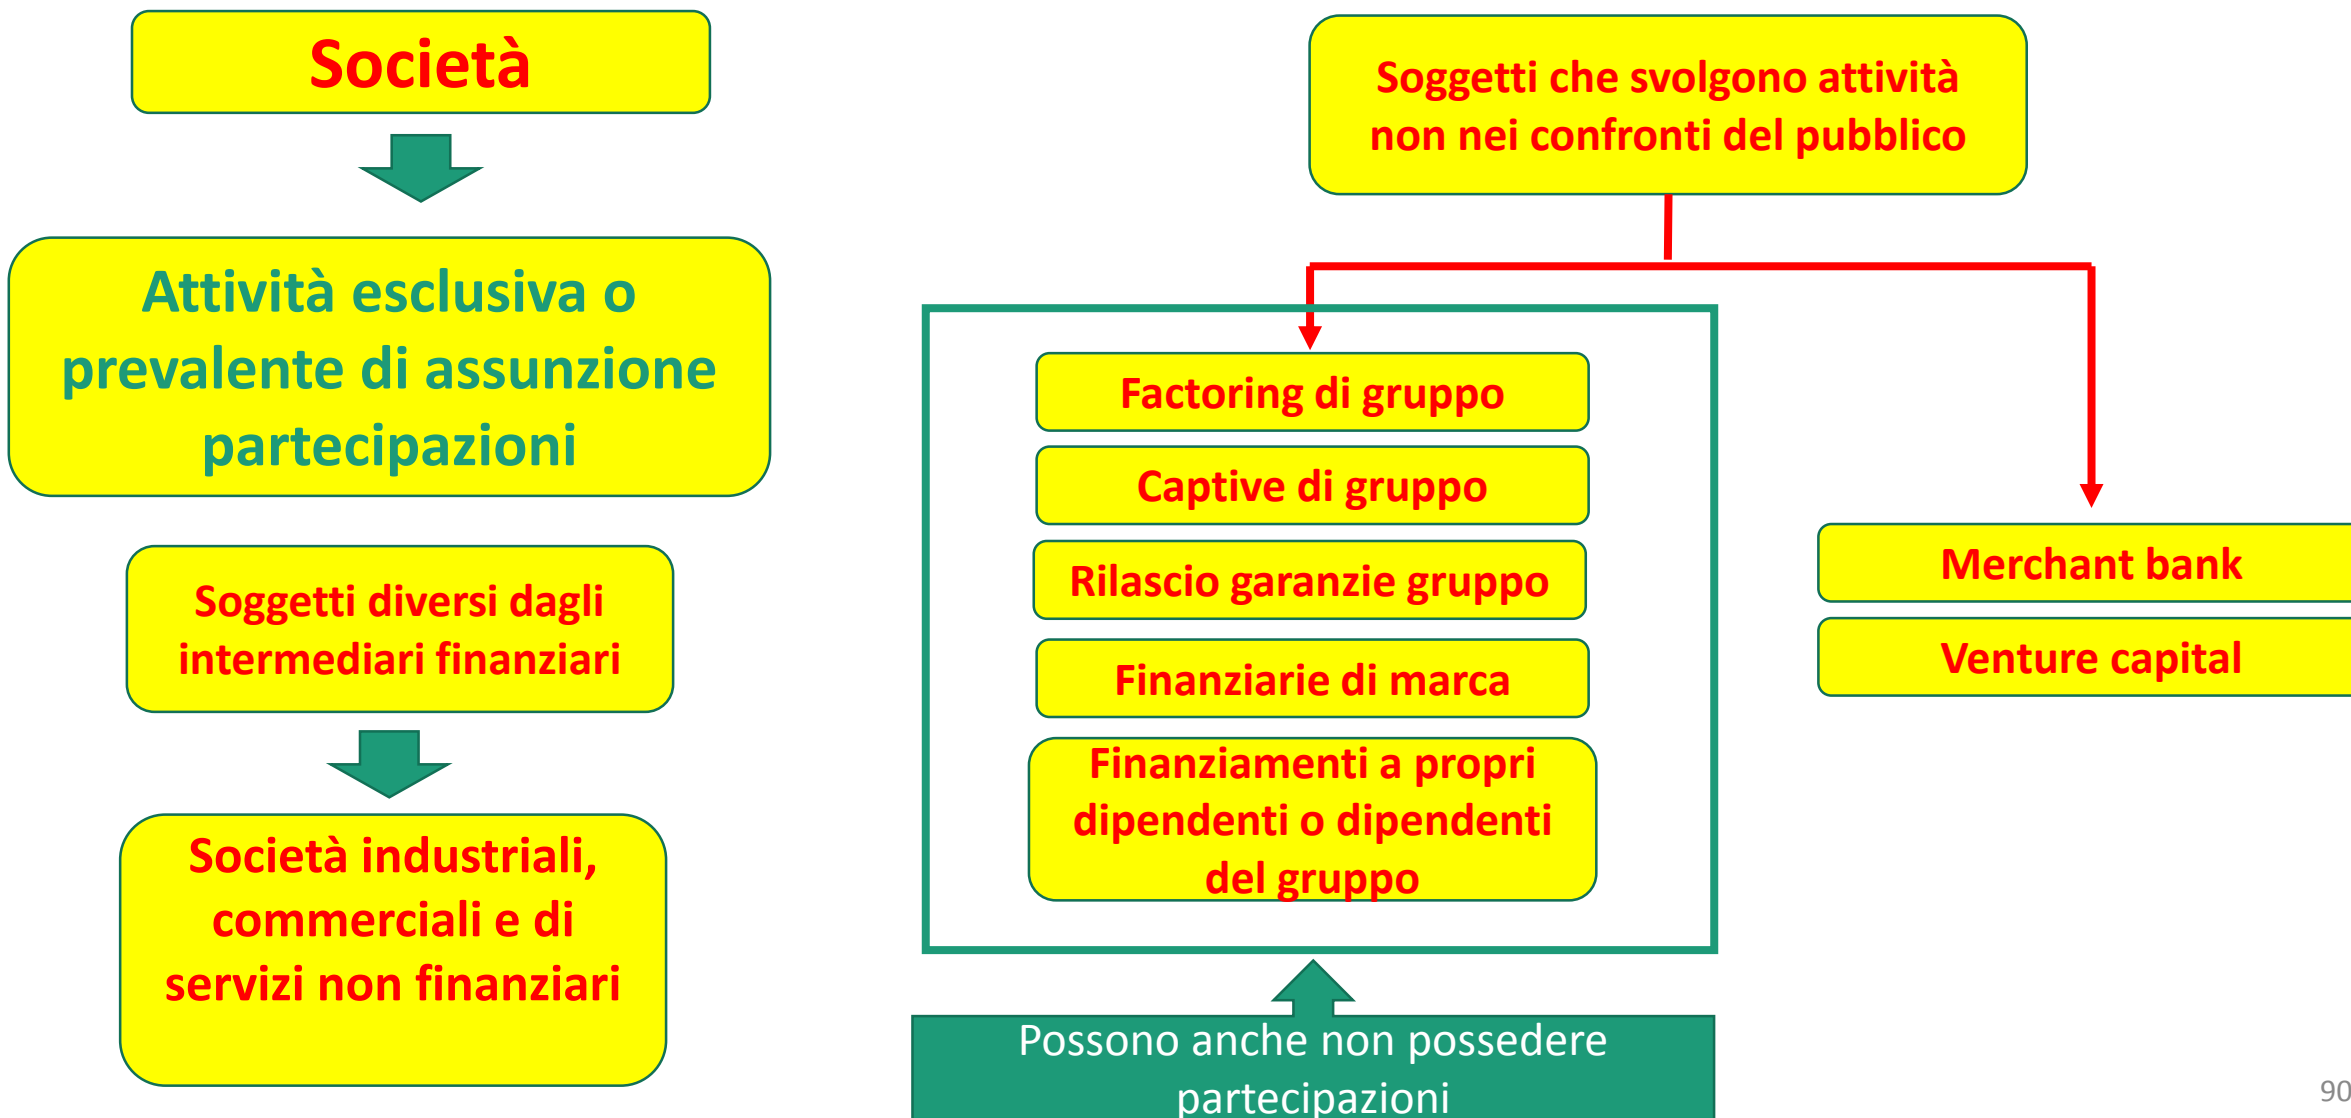 Società
Attività esclusiva o
prevalente di assunzione
partecipazioni
Soggetti diversi dagli
intermediari finanziari
Società industriali,
commerciali e di
servizi non finanziari
Soggetti che svolgono attività
non nei confronti del pubblico
Factoring di gruppo
Captive di gruppo
Rilascio garanzie gruppo
Finanziarie di marca
Finanziamenti a propri
dipendenti o dipendenti
del gruppo
Possono anche non possedere
partecipazioni
Merchant bank
Venture capital
90